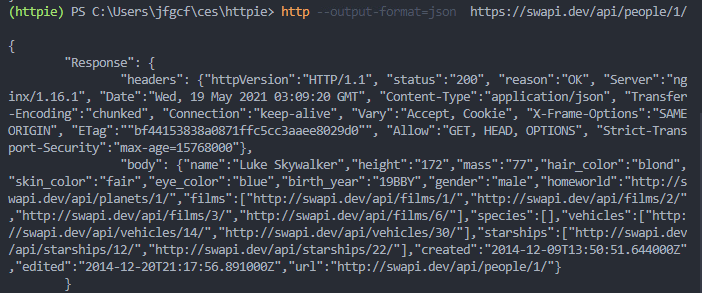 (httpie) PS C:\Users\jfgcf\ces\httpie> http --output-format=json  https://swapi.dev/api/people/1/
{
        "Response": {
                "headers": {"httpVersion":"HTTP/1.1", "status":"200", "reason":"OK", "Server":"ng
inx/1.16.1", "Date":"Wed, 19 May 2021 03:09:20 GMT", "Content-Type":"application/json", "Transfer
-Encoding":"chunked", "Connection":"keep-alive", "Vary":"Accept, Cookie", "X-Frame-Options":"SAME
ORIGIN", "ETag":""bf44153838a0871ffc5cc3aaee8029d0"", "Allow":"GET, HEAD, OPTIONS", "Strict-Trans
port-Security":"max-age=15768000"},
                "body": {"name":"Luke Skywalker","height":"172","mass":"77","hair_color":"blond",
"skin_color":"fair","eye_color":"blue","birth_year":"19BBY","gender":"male","homeworld":"http://s
wapi.dev/api/planets/1/","films":["http://swapi.dev/api/films/1/","http://swapi.dev/api/films/2/"
,"http://swapi.dev/api/films/3/","http://swapi.dev/api/films/6/"],"species":[],"vehicles":["http:
//swapi.dev/api/vehicles/14/","http://swapi.dev/api/vehicles/30/"],"starships":["http://swapi.dev
/api/starships/12/","http://swapi.dev/api/starships/22/"],"created":"2014-12-09T13:50:51.644000Z"
,"edited":"2014-12-20T21:17:56.891000Z","url":"http://swapi.dev/api/people/1/"}
        }